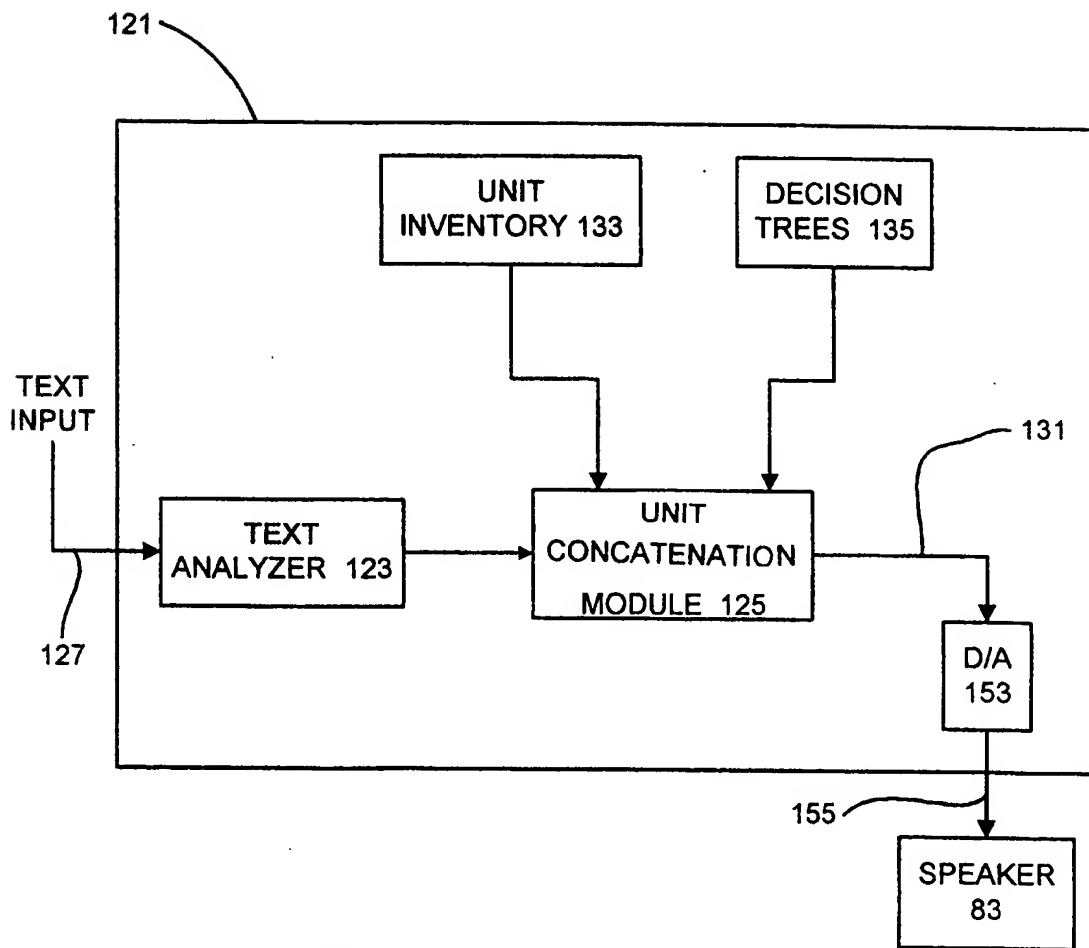 121
UNIT
INVENTORY 133
DECISION
TREES 135
TEXT
INPUT
131
TEXT
ANALYZER 123
UNIT
CONCATENATION
MODULE 125
127
D/A
153
155
SPEAKER
83